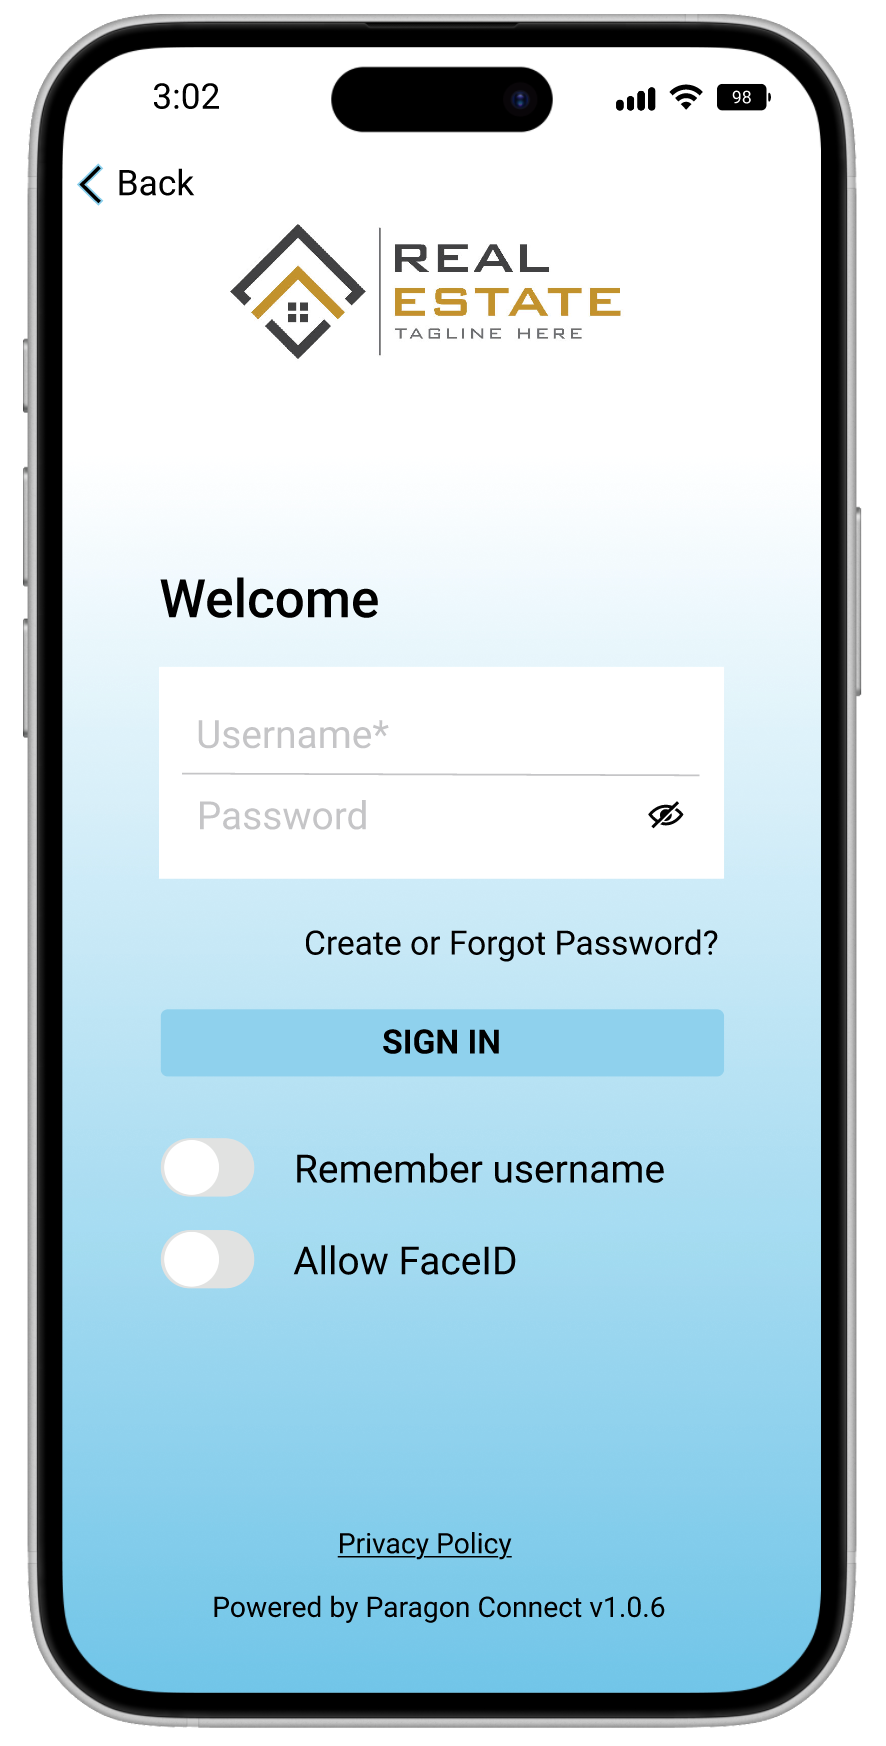 3:02
98
Back
REAL
ESTATE
TAGLINE HERE
Welcome
Username*
Password
Create or Forgot Password?
SIGN IN
Remember username
Allow FaceID
Privacy Policy
Powered by Paragon Connect v1.0.6